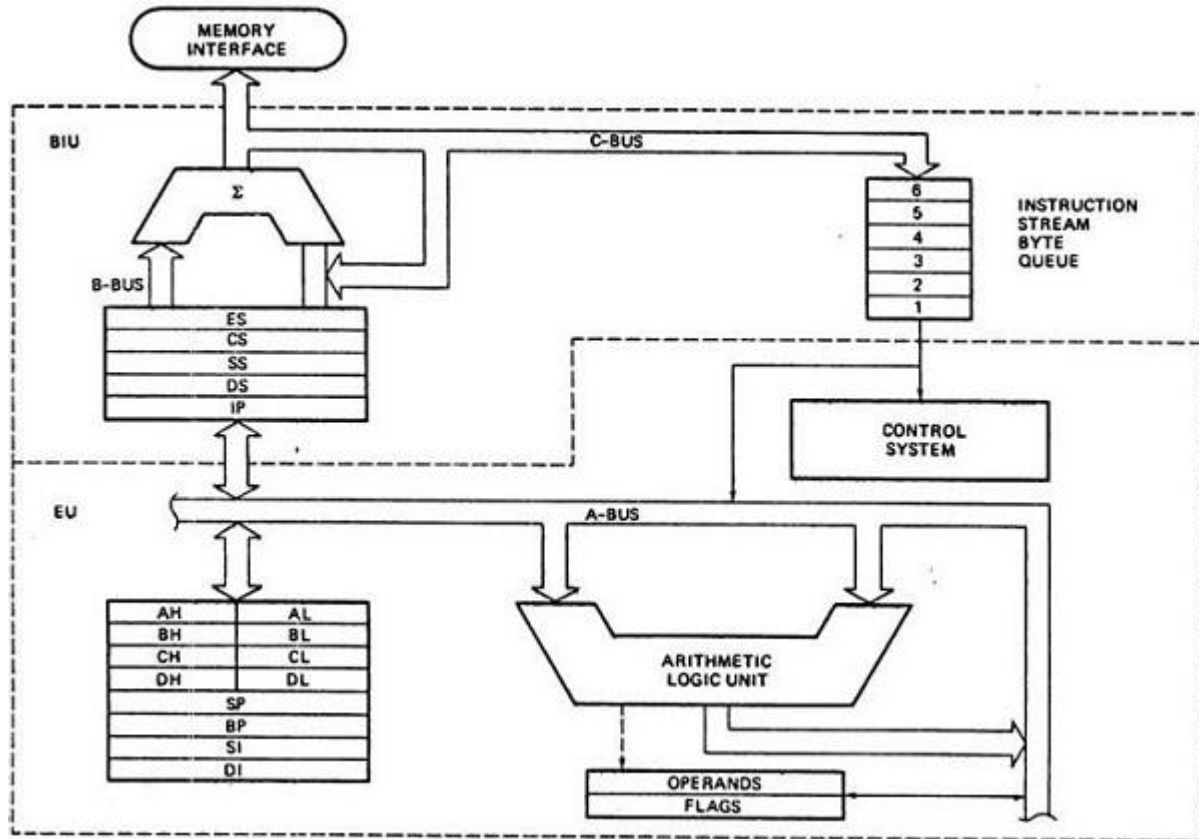 MEMORY
INTERFACE
BIU
C-BUS
Σ
6
5
4
3
2
1
INSTRUCTION
STREAM
BYTE
QUEUE
B-BUS
ES
CS
SS
DS
IP
CONTROL
SYSTEM
EU
A-BUS
AH AL
BH BL
CH CL
DH DL
SP
BP
SI
DI
ARITHMETIC
LOGIC UNIT
OPERANDS
FLAGS